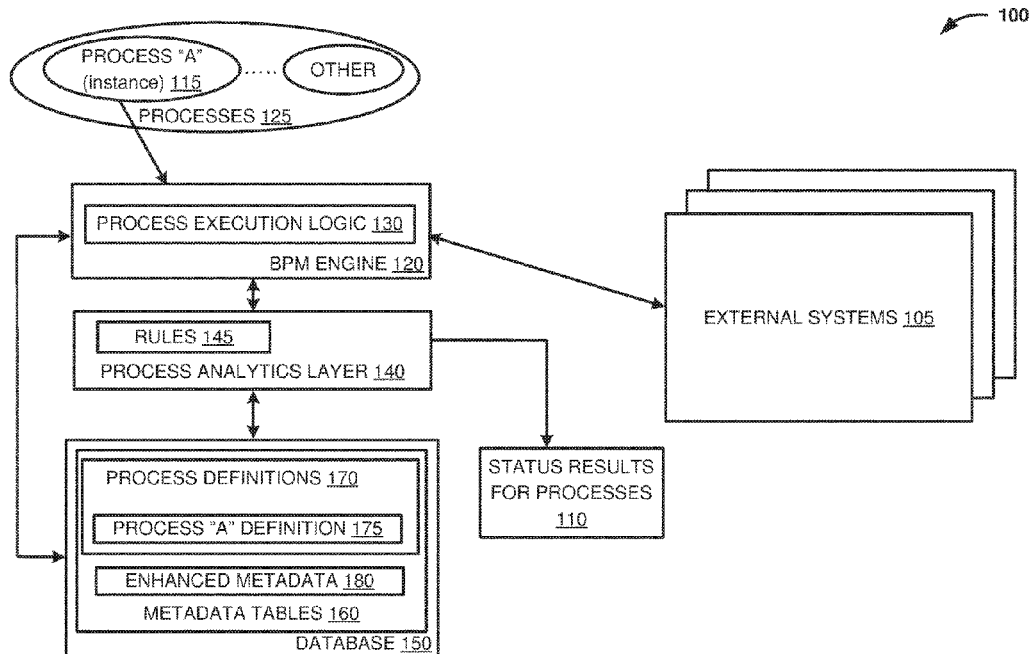 100
PROCESS "A"
(instance) 115
.....
OTHER
PROCESSES 125
PROCESS EXECUTION LOGIC 130
BPM ENGINE 120
RULES 145
PROCESS ANALYTICS LAYER 140
EXTERNAL SYSTEMS 105
PROCESS DEFINITIONS 170
PROCESS "A" DEFINITION 175
ENHANCED METADATA 180
METADATA TABLES 160
DATABASE 150
STATUS RESULTS
FOR PROCESSES
110